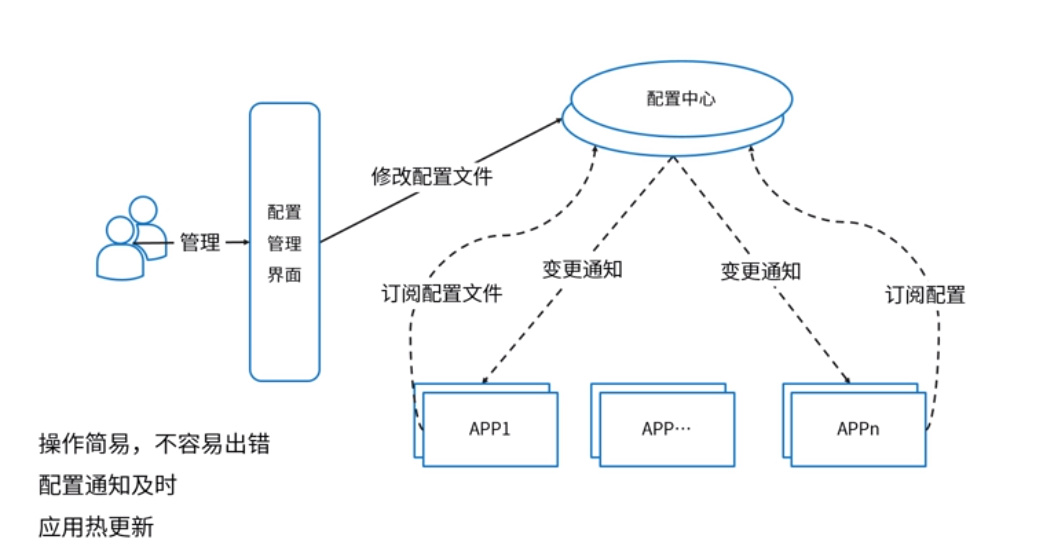 配置中心
修改配置文件
配置
管理
界面
管理
变更通知
变更通知
订阅配置文件
订阅配置
APP1
APP…
APPn
操作简易，不容易出错
配置通知及时
应用热更新